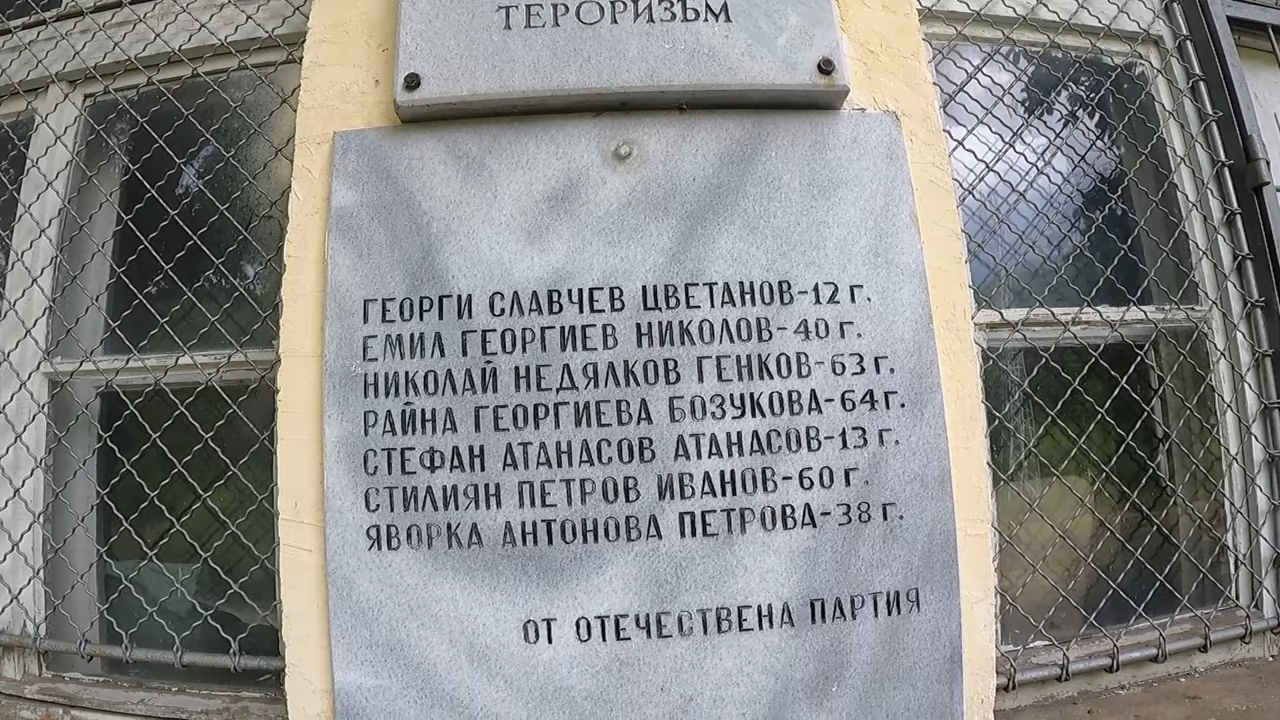 ТЕРОРИЗЪМ
ГЕОРГИ СЛАВЧЕВ ЦВЕТАНОВ-12 г.
ЕМИЛ ГЕОРГИЕВ НИКОЛОВ-40 г.
НИКОЛАЙ НЕДЯЛКОВ ГЕНКОВ-63 г.
РАЙНА ГЕОРГИЕВА БОЗУКОВА-64 г.
СТЕФАН АТАНАСОВ АТАНАСОВ-13 г.
СТИЛИЯН ПЕТРОВ ИВАНОВ-60 г.
ЯВОРКА АНТОНОВА ПЕТРОВА-38 г.
ОТ ОТЕЧЕСТВЕНА ПАРТИЯ